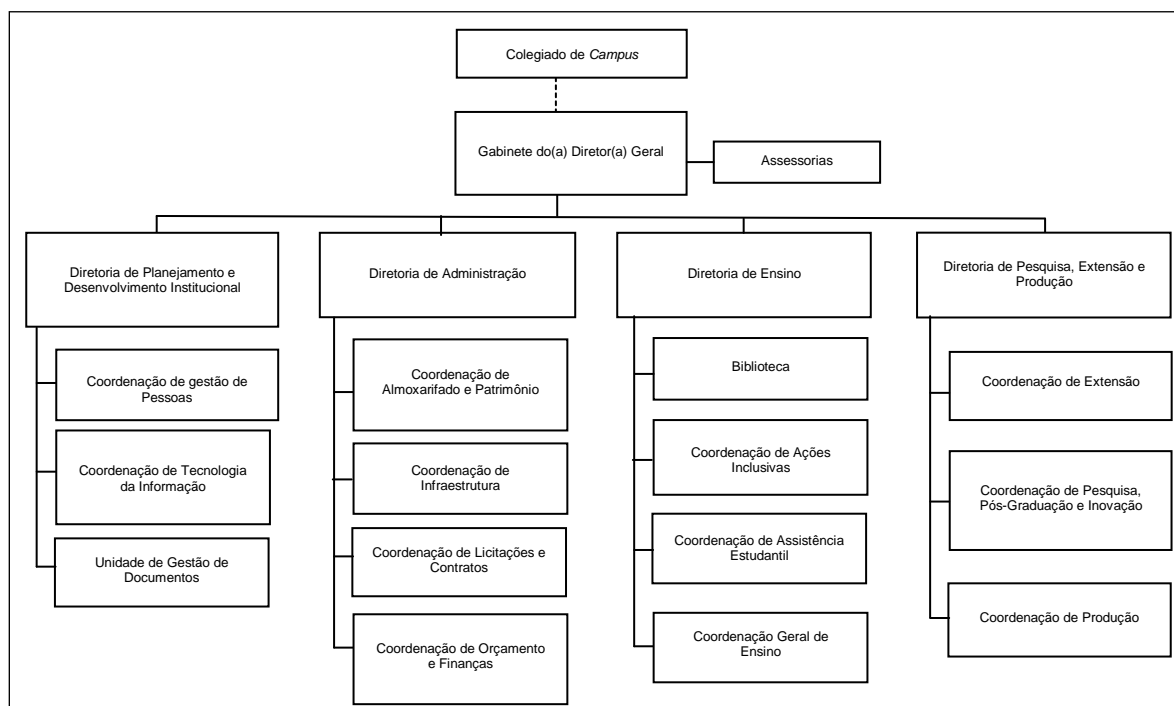 Colegiado de Campus
Gabinete do(a) Diretor(a) Geral
Assessorias
Diretoria de Planejamento e
Desenvolvimento Institucional
Diretoria de Administração
Diretoria de Ensino
Diretoria de Pesquisa, Extensão e
Produção
Coordenação de gestão de
Pessoas
Coordenação de Tecnologia
da Informação
Unidade de Gestão de
Documentos
Coordenação de
Almoxarifado e Patrimônio
Coordenação de
Infraestrutura
Coordenação de Licitações e
Contratos
Coordenação de Orçamento
e Finanças
Biblioteca
Coordenação de Ações
Inclusivas
Coordenação de Assistência
Estudantil
Coordenação Geral de
Ensino
Coordenação de Extensão
Coordenação de Pesquisa,
Pós-Graduação e Inovação
Coordenação de Produção